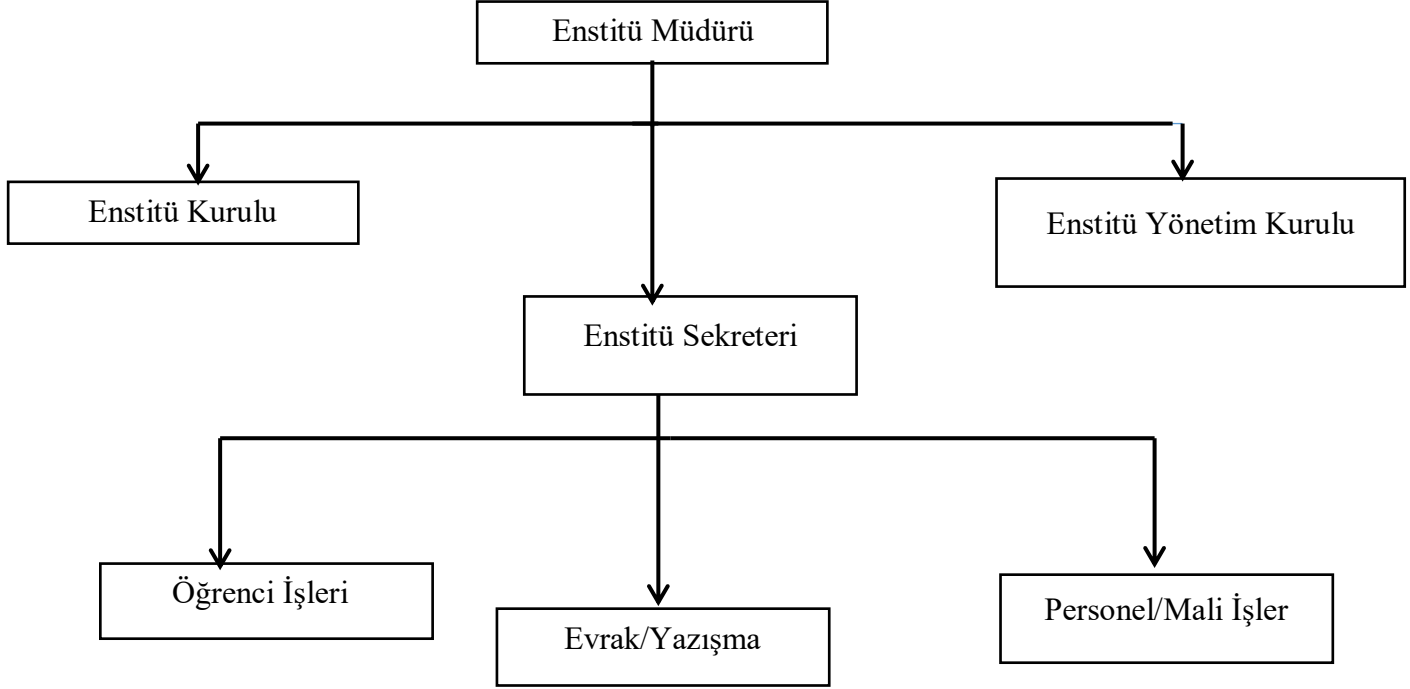 Enstitü Müdürü
Enstitü Kurulu
Enstitü Yönetim Kurulu
Enstitü Sekreteri
Öğrenci İşleri
Evrak/Yazışma
Personel/Mali İşler